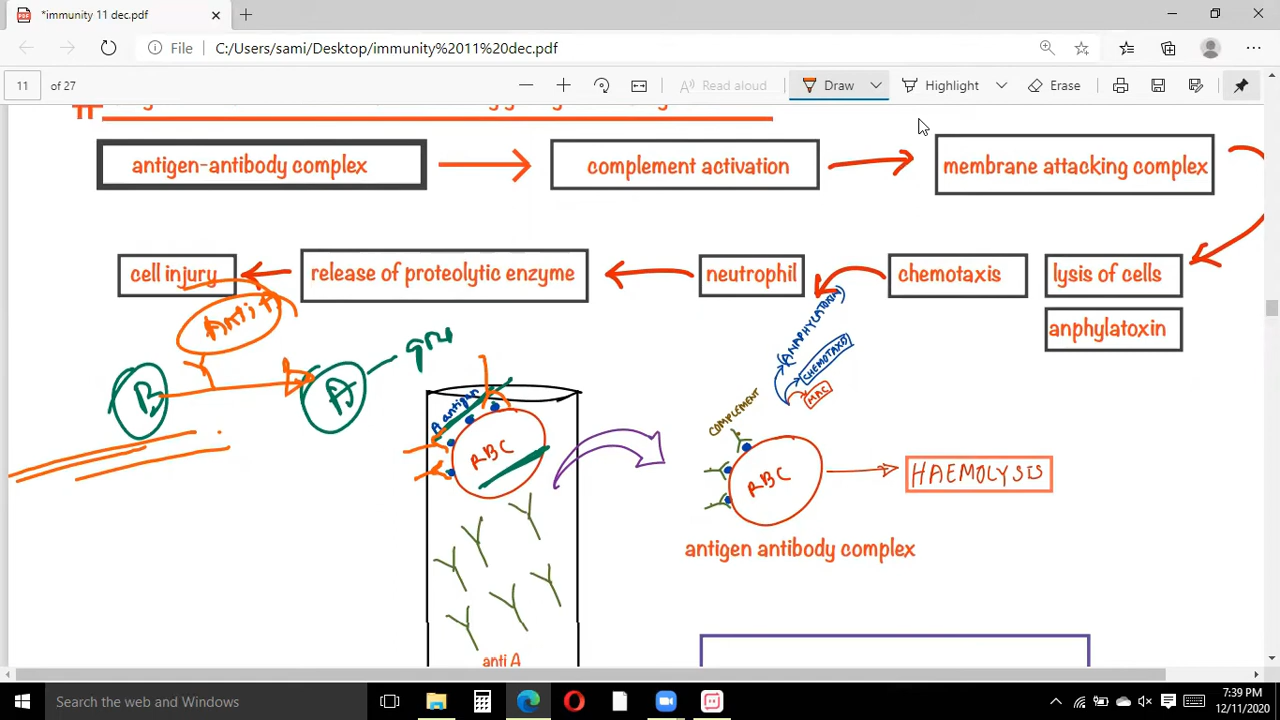 *immunity 11 dec.pdf
File
C:/Users/sami/Desktop/immunity%2011%20dec.pdf
11 of 27
Read aloud
Draw
Highlight
Erase
antigen-antibody complex
complement activation
membrane attacking complex
cell injury
release of proteolytic enzyme
neutrophil
chemotaxis
lysis of cells
anphylatoxin
Anti A
B
A
A antigen
RBC
anti A
ANAPHYLATOXIN
CHEMOTAXO
MAC
COMPLEMENT
RBC
HAEMOLYSIS
antigen antibody complex
Search the Web and Windows
7:39 PM
12/11/2020